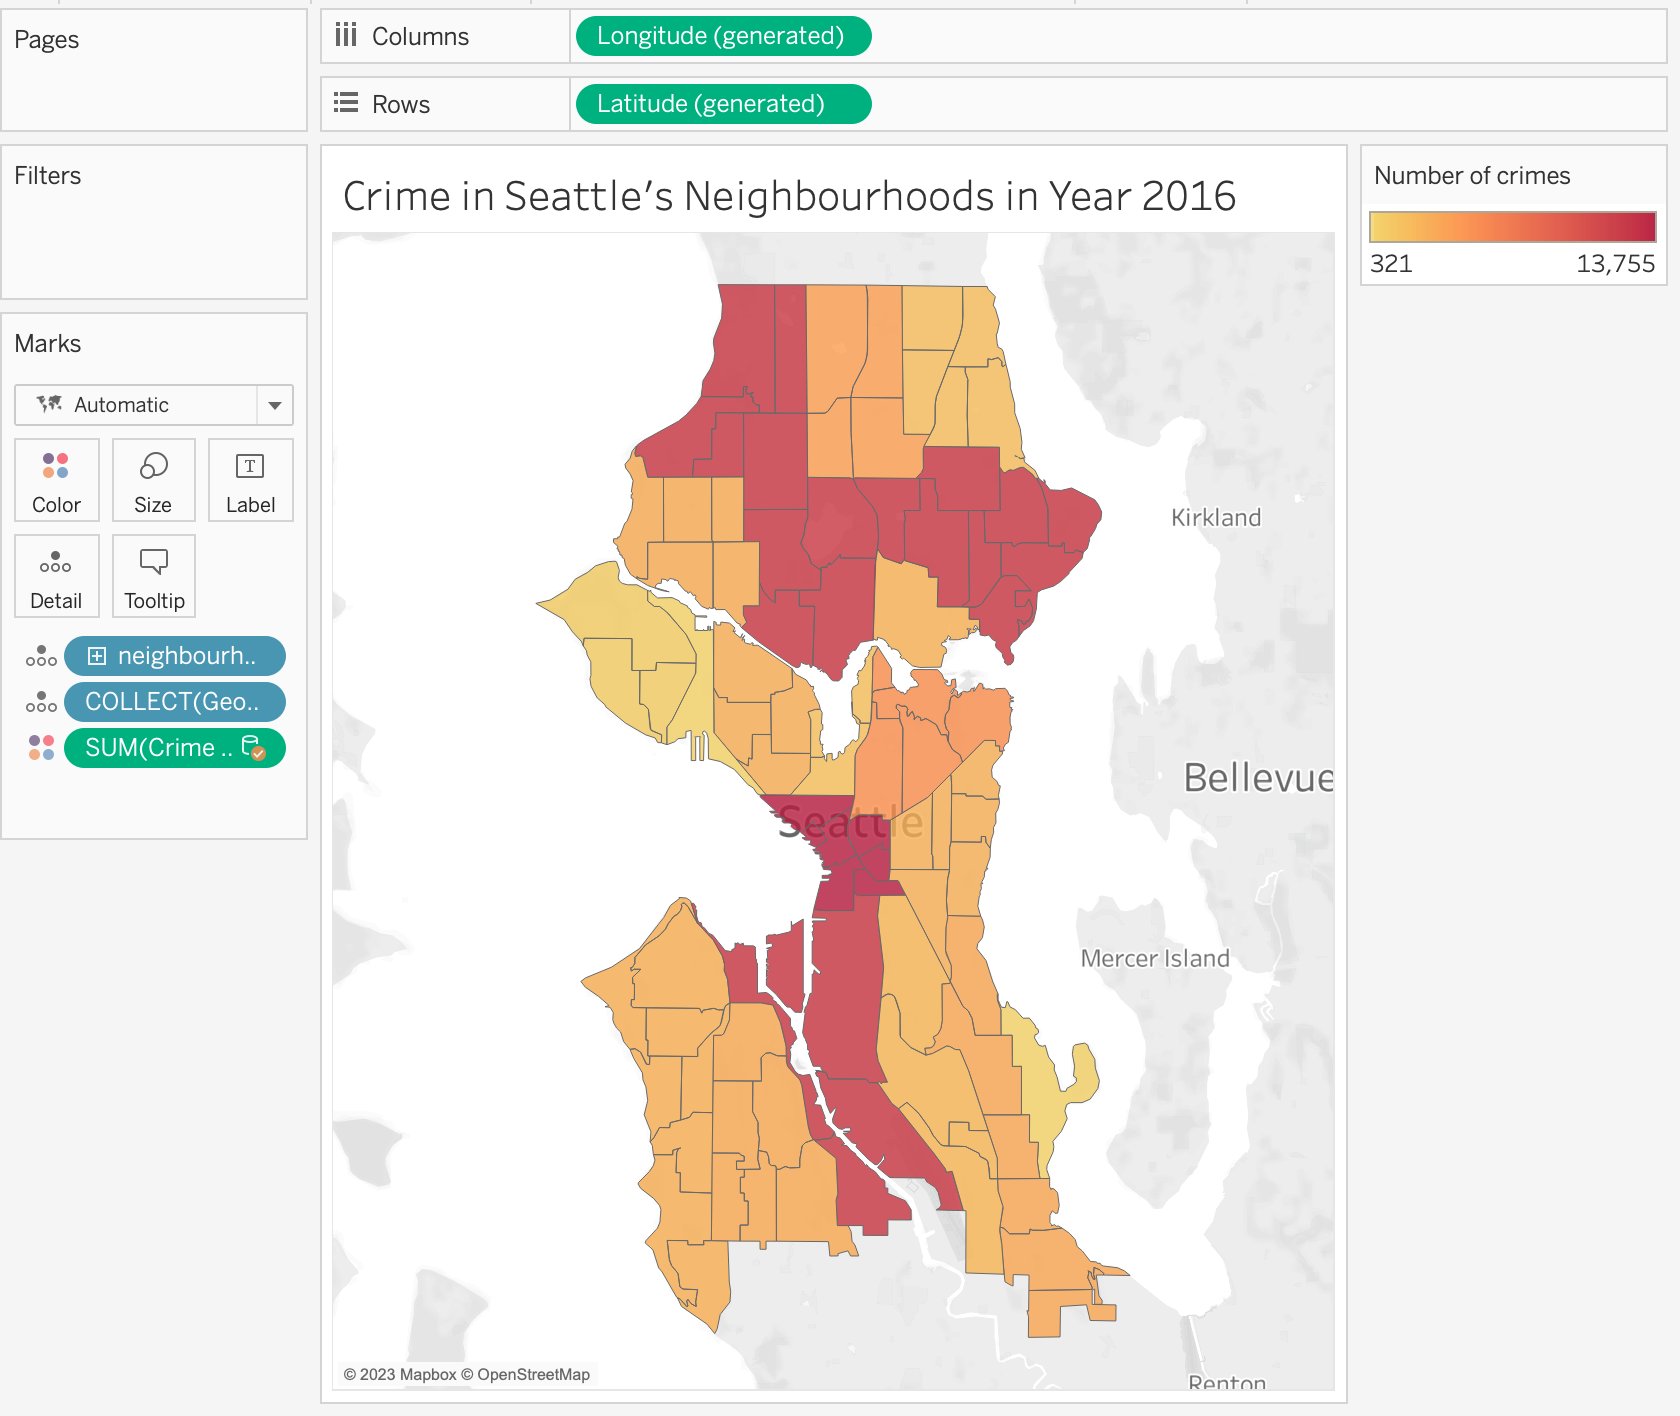 Pages
Columns
Longitude (generated)
Rows
Latitude (generated)
Filters
Marks
Automatic
Color
Size
Label
Detail
Tooltip
neighbourh..
COLLECT(Geo..
SUM(Crime ..
Crime in Seattle's Neighbourhoods in Year 2016
Kirkland
Bellevue
Seattle
Mercer Island
Renton
© 2023 Mapbox © OpenStreetMap
Number of crimes
321
13,755